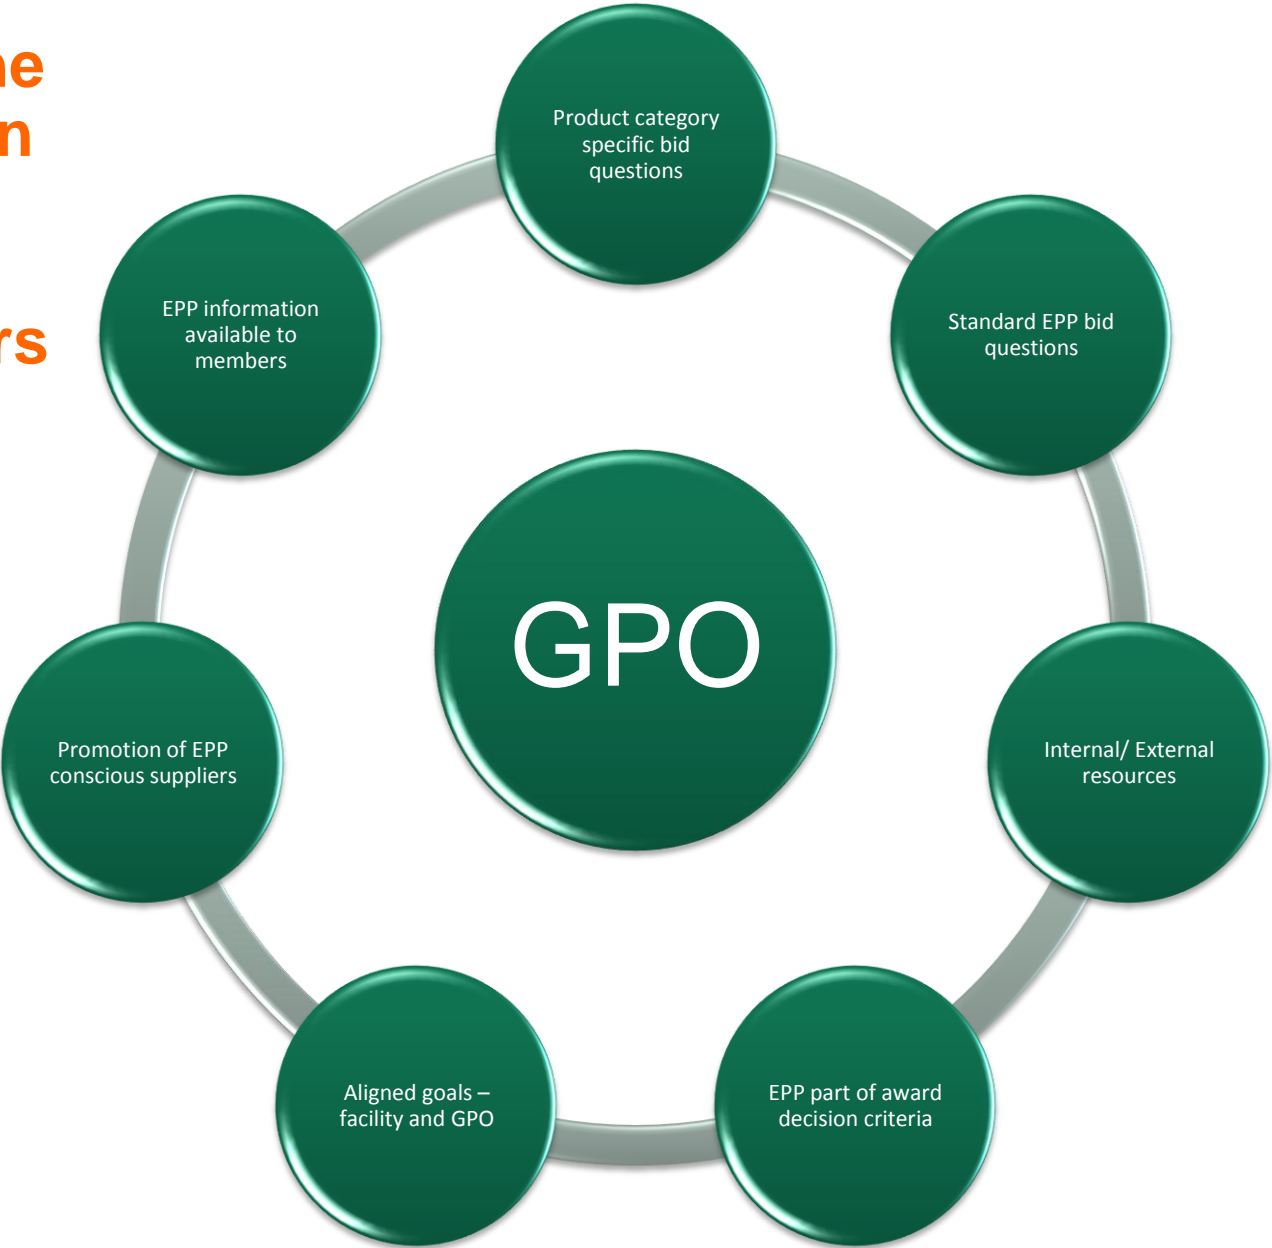 Product category
specific bid
questions
Standard EPP bid
questions
Internal/ External
resources
EPP part of award
decision criteria
Aligned goals –
facility and GPO
Promotion of EPP
conscious suppliers
EPP information
available to
members
GPO